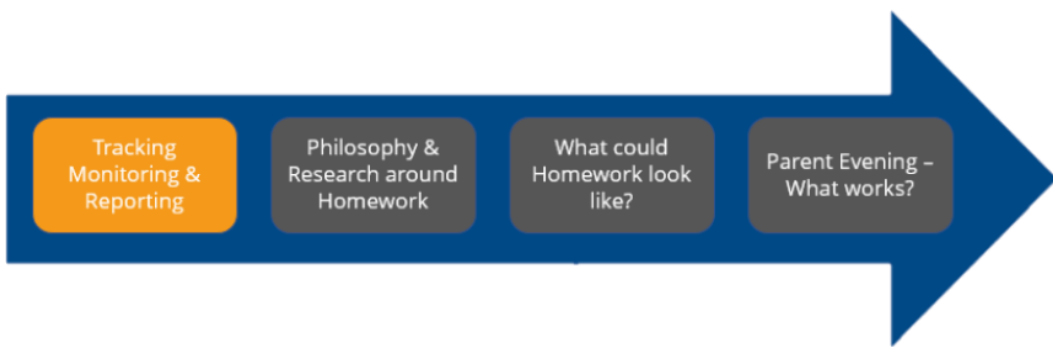 Tracking
Monitoring &
Reporting
Philosophy &
Research around
Homework
What could
Homework look
like?
Parent Evening –
What works?